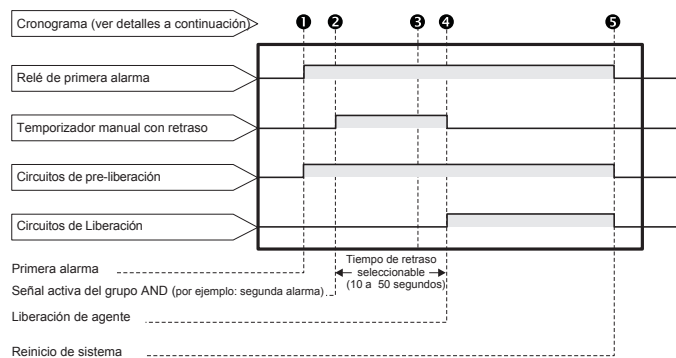 Cronograma (ver detalles a continuación)
❶ ❷ ❸ ❹ ❺
Relé de primera alarma
Temporizador manual con retraso
Circuitos de pre-liberación
Circuitos de Liberación
Tiempo de retraso
seleccionable
(10 a 50 segundos)
Primera alarma
Señal activa del grupo AND (por ejemplo: segunda alarma)
Liberación de agente
Reinicio de sistema